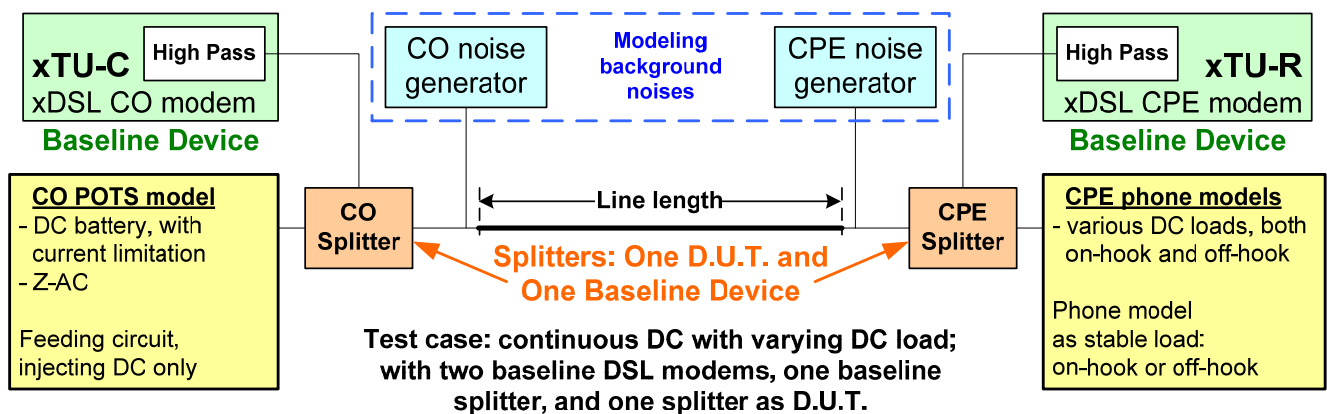 xTU-C
High Pass
xDSL CO modem
Baseline Device
CO noise
generator
Modeling
background
noises
CPE noise
generator
High Pass
xTU-R
xDSL CPE modem
Baseline Device
CO POTS model
- DC battery, with
current limitation
- Z-AC
Feeding circuit,
injecting DC only
CO
Splitter
Line length
CPE
Splitter
Splitters: One D.U.T. and
One Baseline Device
CPE phone models
- various DC loads, both
on-hook and off-hook
Phone model
as stable load:
on-hook or off-hook
Test case: continuous DC with varying DC load;
with two baseline DSL modems, one baseline
splitter, and one splitter as D.U.T.